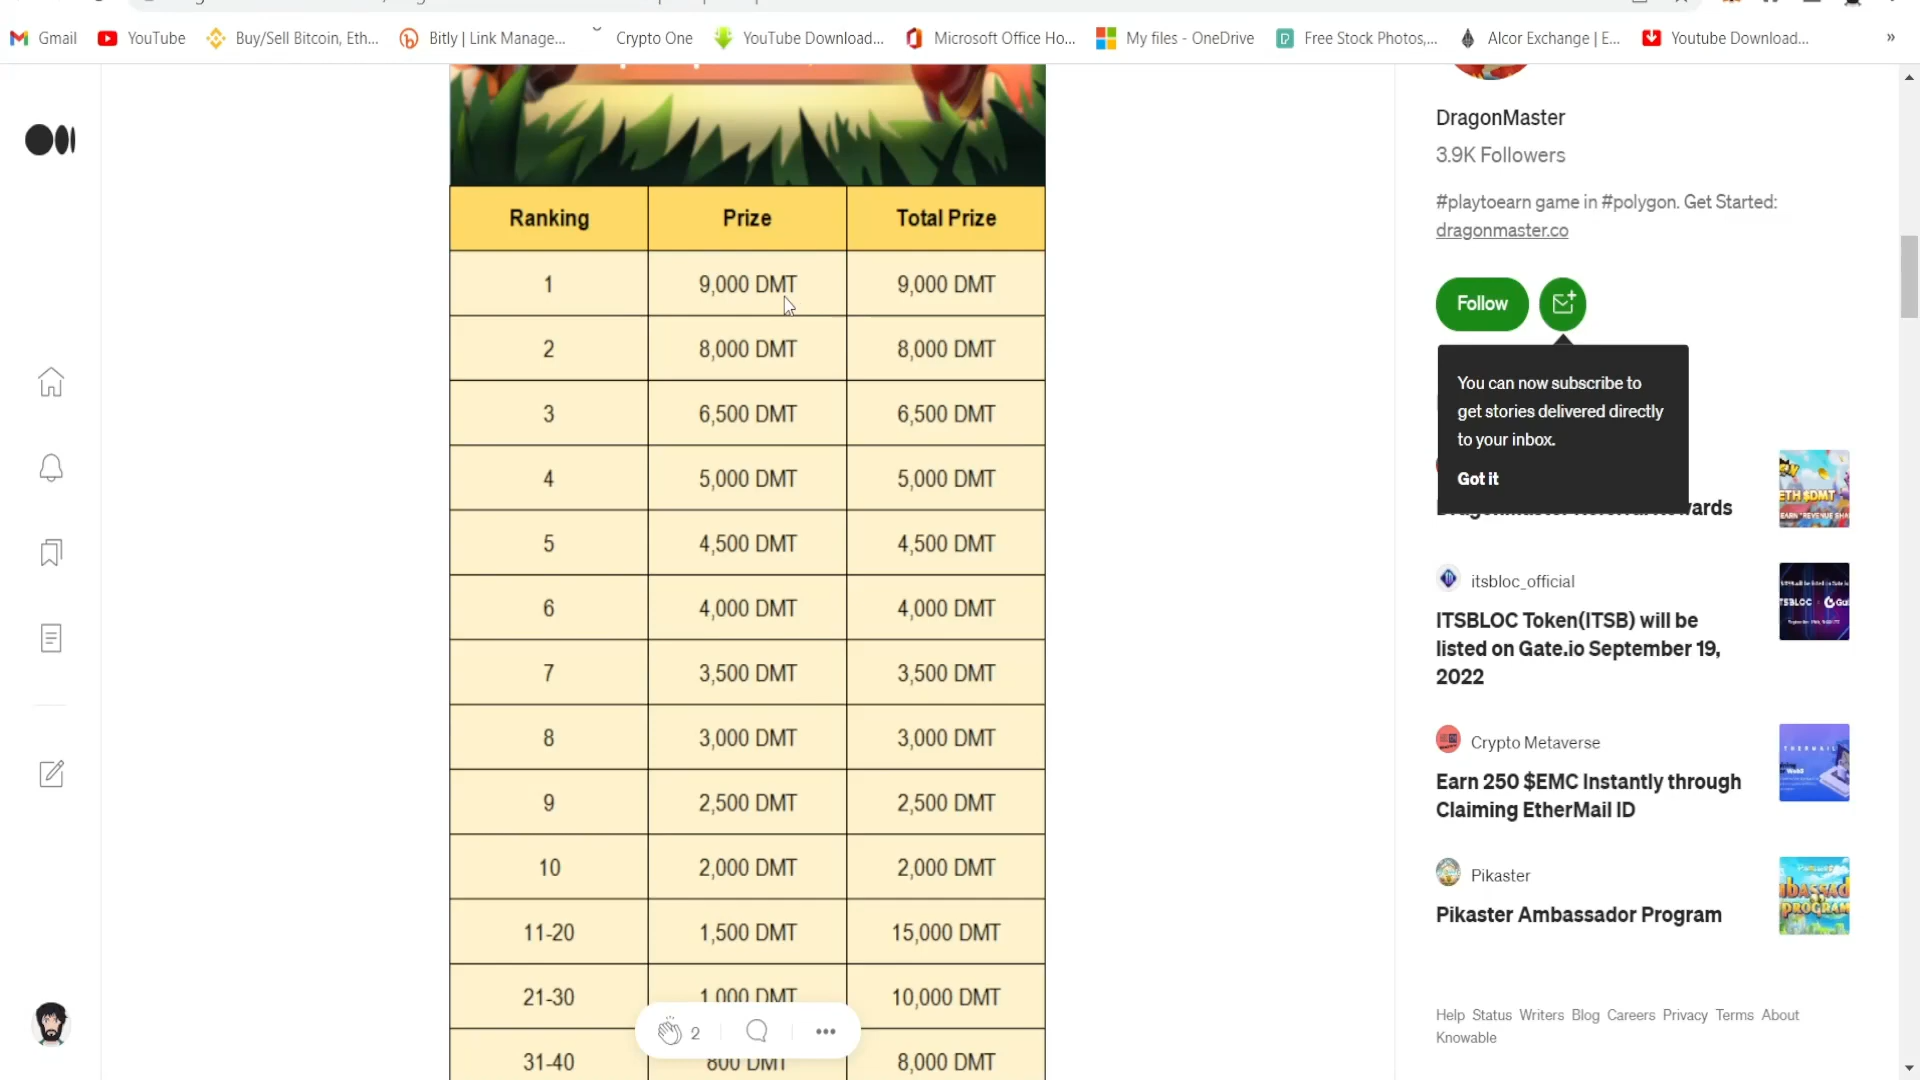 Gmail
YouTube
Buy/Sell Bitcoin, Eth...
Bitly | Link Manage...
Crypto One
YouTube Download...
Microsoft Office Ho...
My files - OneDrive
Free Stock Photos,...
Alcor Exchange | E...
Youtube Download...
»
Ranking Prize Total Prize
1 9,000 DMT 9,000 DMT
2 8,000 DMT 8,000 DMT
3 6,500 DMT 6,500 DMT
4 5,000 DMT 5,000 DMT
5 4,500 DMT 4,500 DMT
6 4,000 DMT 4,000 DMT
7 3,500 DMT 3,500 DMT
8 3,000 DMT 3,000 DMT
9 2,500 DMT 2,500 DMT
10 2,000 DMT 2,000 DMT
11-20 1,500 DMT 15,000 DMT
21-30 1,000 DMT 10,000 DMT
31-40 800 DMT 8,000 DMT
2
DragonMaster
3.9K Followers
#playtoearn game in #polygon. Get Started:
dragonmaster.co
Follow
You can now subscribe to
get stories delivered directly
to your inbox.
Got it
itsbloc_official
ITSBLOC Token(ITSB) will be
listed on Gate.io September 19,
2022
Crypto Metaverse
Earn 250 $EMC Instantly through
Claiming EtherMail ID
Pikaster
Pikaster Ambassador Program
Help Status Writers Blog Careers Privacy Terms About
Knowable